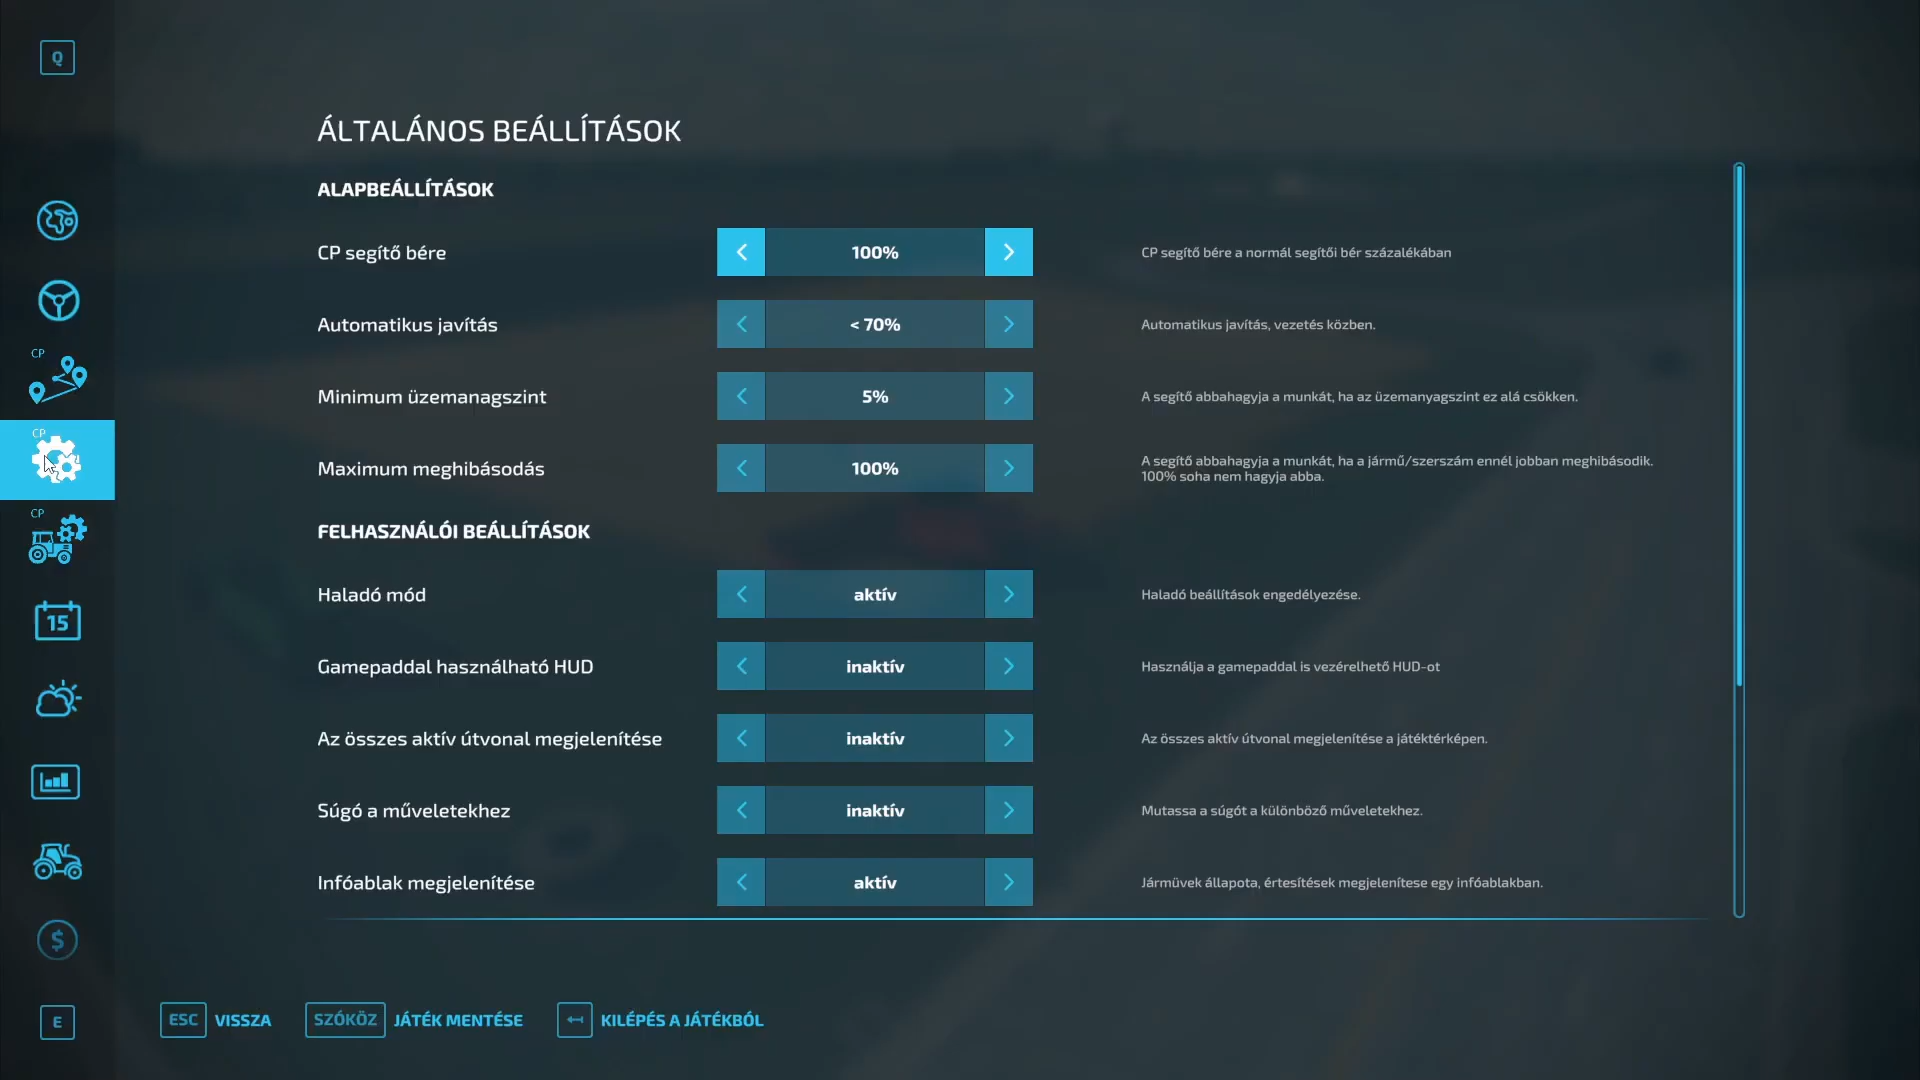 Q
ÁLTALÁNOS BEÁLLÍTÁSOK
ALAPBEÁLLÍTÁSOK
CP segítő bére
100%
CP segítő bére a normál segítői bér százalékában
Automatikus javítás
< 70%
Automatikus javítás, vezetés közben.
CP
Minimum üzemanagszint
5%
A segítő abbahagyja a munkát, ha az üzemanyagszint ez alá csökken.
CP
Maximum meghibásodás
100%
A segítő abbahagyja a munkát, ha a jármű/szerszám ennél jobban meghibásodik.
100% soha nem hagyja abba.
CP
FELHASZNÁLÓI BEÁLLÍTÁSOK
Haladó mód
aktív
Haladó beállítások engedélyezése.
15
Gamepaddal használható HUD
inaktív
Használja a gamepaddal is vezérelhető HUD-ot
Az összes aktív útvonal megjelenítése
inaktív
Az összes aktív útvonal megjelenítése a játéktérképen.
Súgó a műveletekhez
inaktív
Mutassa a súgót a különböző műveletekhez.
Infóablak megjelenítése
aktív
Járművek állapota, értesítések megjelenítese egy infóablakban.
$
E
ESC VISSZA
SZÓKÖZ JÁTÉK MENTÉSE
KILÉPÉS A JÁTÉKBÓL